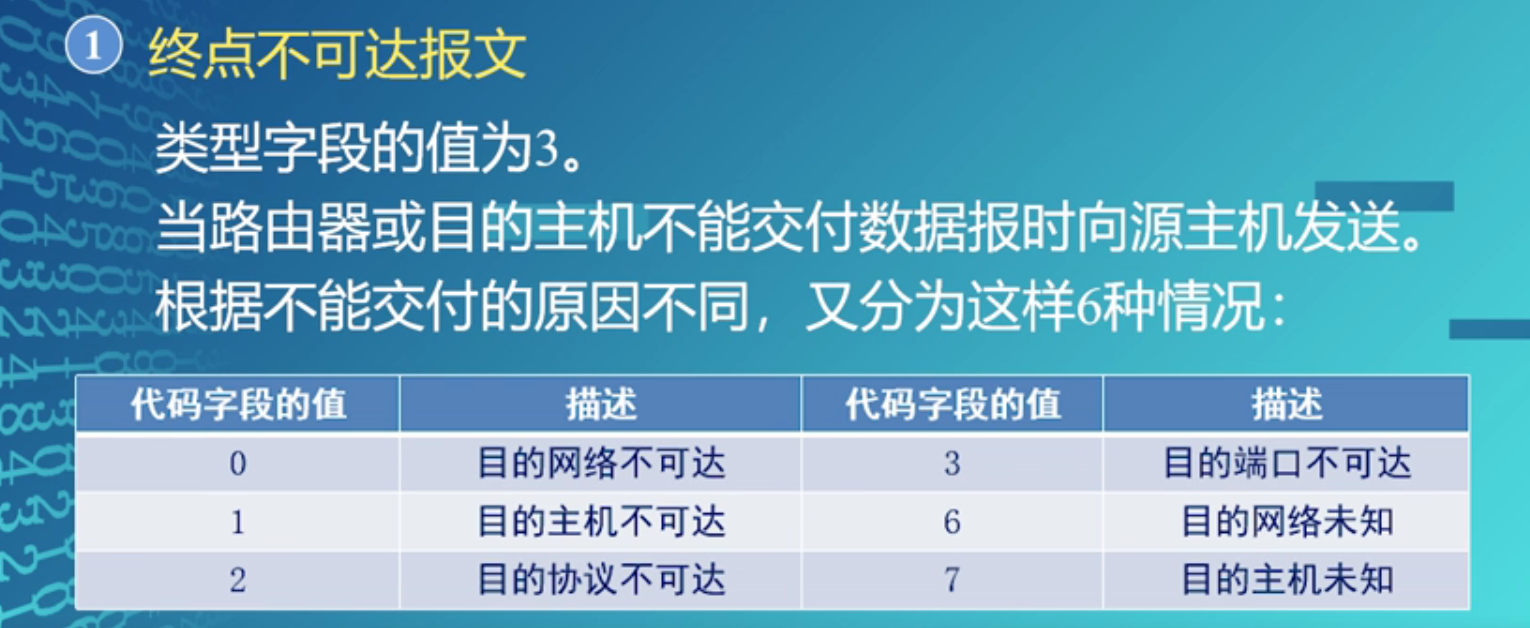 1 终点不可达报文
类型字段的值为3。
当路由器或目的主机不能交付数据报时向源主机发送。
根据不能交付的原因不同，又分为这样6种情况：
代码字段的值 描述 代码字段的值 描述
0 目的网络不可达 3 目的端口不可达
1 目的主机不可达 6 目的网络未知
2 目的协议不可达 7 目的主机未知